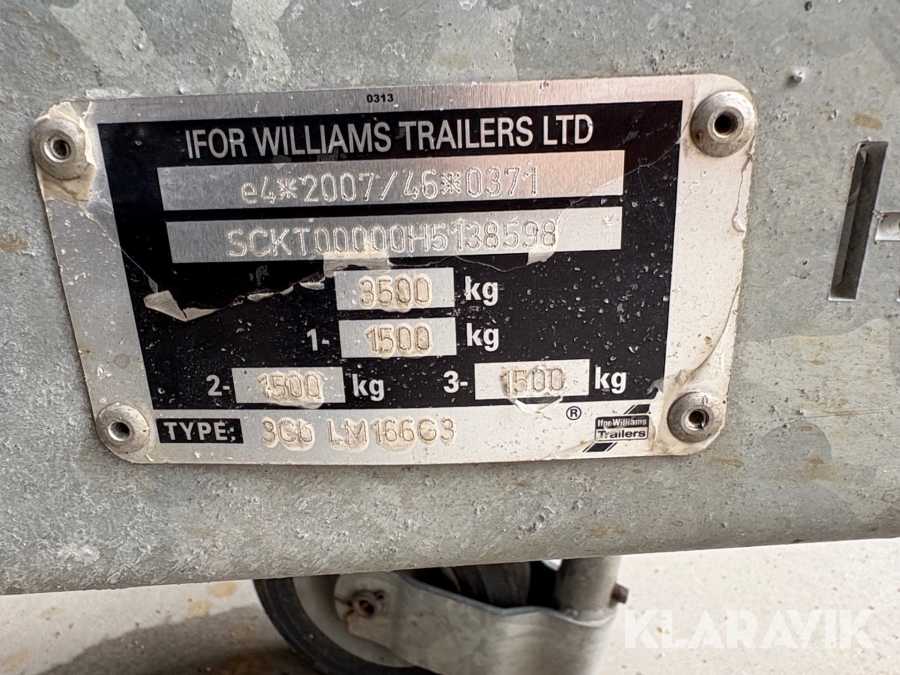 0313
IFOR WILLIAMS TRAILERS LTD
e4*2007/46*0371
SCKT00000H5138598
3500 kg
1- 1500 kg
2- 1500 kg 3- 1500 kg
TYPE: 3Cb LM166G3
®
Ifor Williams
Trailers
KLARAVIK